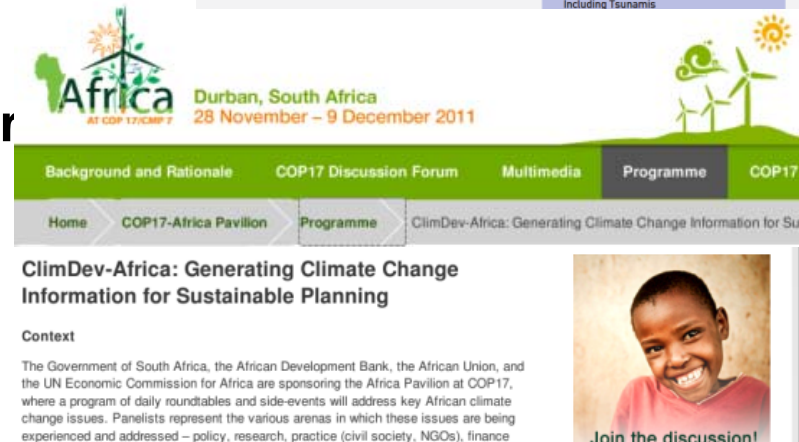 Including Tsunamis
Africa
AT COP 17/CMP 7
Durban, South Africa
28 November – 9 December 2011
Background and Rationale COP17 Discussion Forum Multimedia Programme COP17
Home COP17-Africa Pavilion Programme ClimDev-Africa: Generating Climate Change Information for Su
ClimDev-Africa: Generating Climate Change
Information for Sustainable Planning
Context
The Government of South Africa, the African Development Bank, the African Union, and
the UN Economic Commission for Africa are sponsoring the Africa Pavilion at COP17,
where a program of daily roundtables and side-events will address key African climate
change issues. Panelists represent the various arenas in which these issues are being
experienced and addressed – policy, research, practice (civil society, NGOs), finance
Join the discussion!